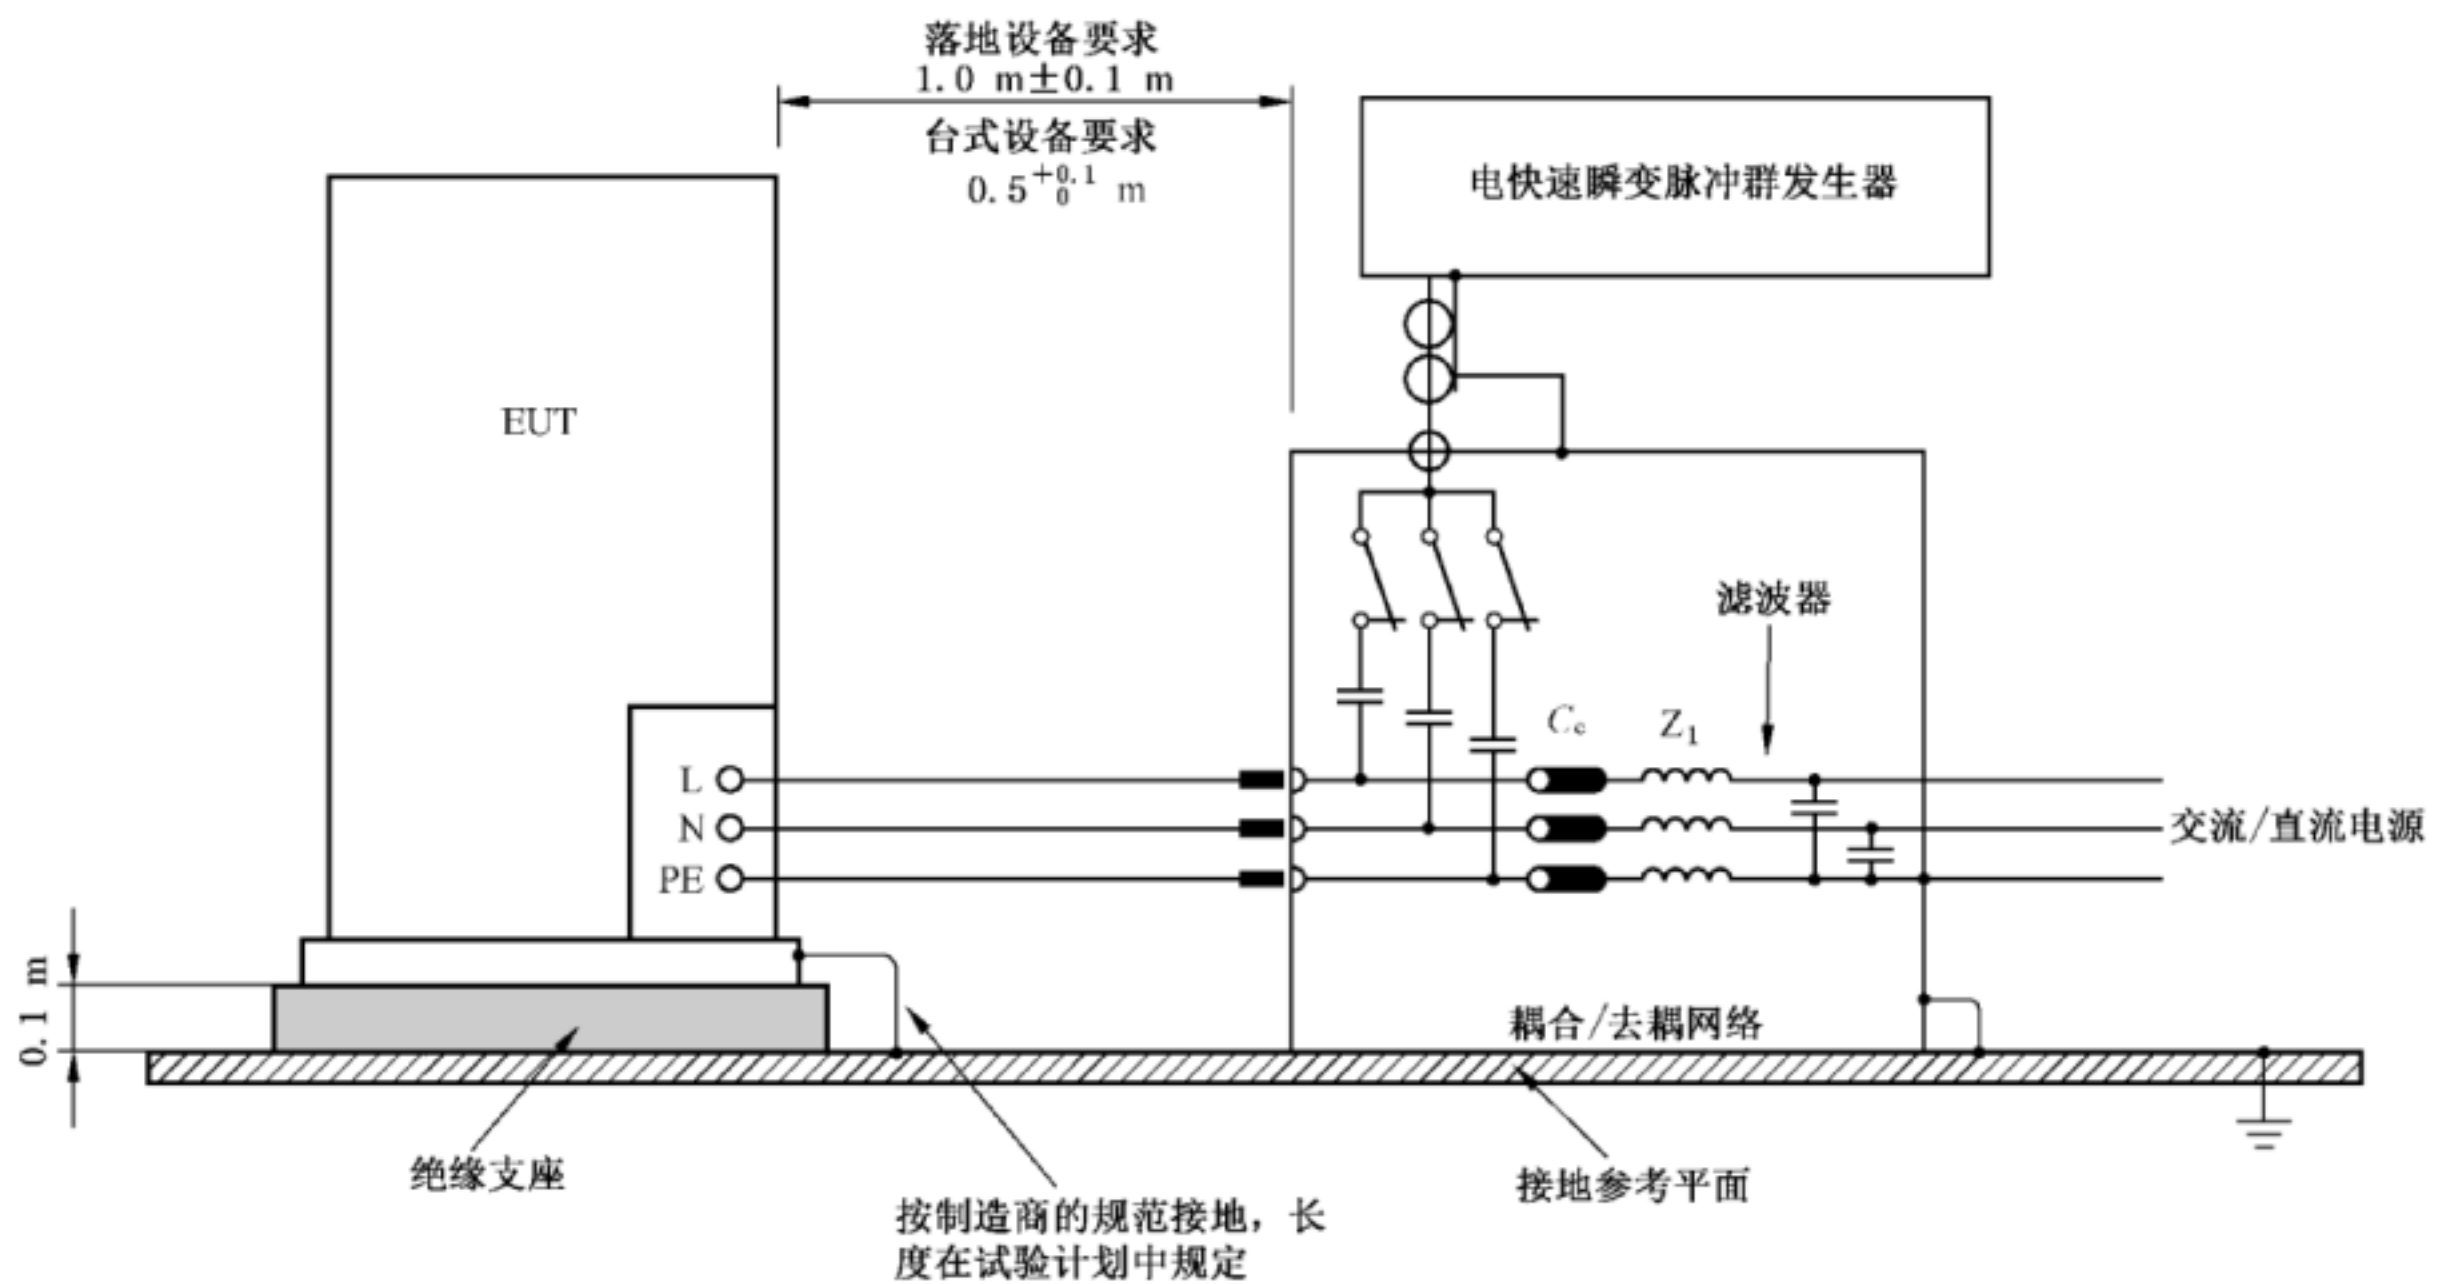 落地设备要求
1.0 m±0.1 m
台式设备要求
0.5 +0.1 0 m
电快速瞬变脉冲群发生器
EUT
滤波器
Cc
Z1
L
N
PE
交流/直流电源
0.1 m
耦合/去耦网络
绝缘支座
接地参考平面
按制造商的规范接地，长
度在试验计划中规定